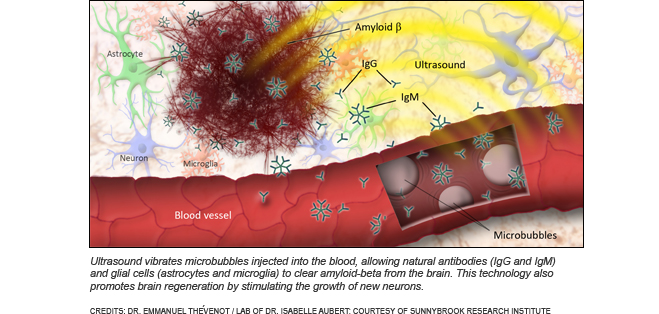 Amyloid β
Astrocyte
IgG
Ultrasound
IgM
Neuron
Microglia
Blood vessel
Microbubbles
Ultrasound vibrates microbubbles injected into the blood, allowing natural antibodies (IgG and IgM)
and glial cells (astrocytes and microglia) to clear amyloid-beta from the brain. This technology also
promotes brain regeneration by stimulating the growth of new neurons.
CREDITS: DR. EMMANUEL THÉVENOT / LAB OF DR. ISABELLE AUBERT; COURTESY OF SUNNYBROOK RESEARCH INSTITUTE